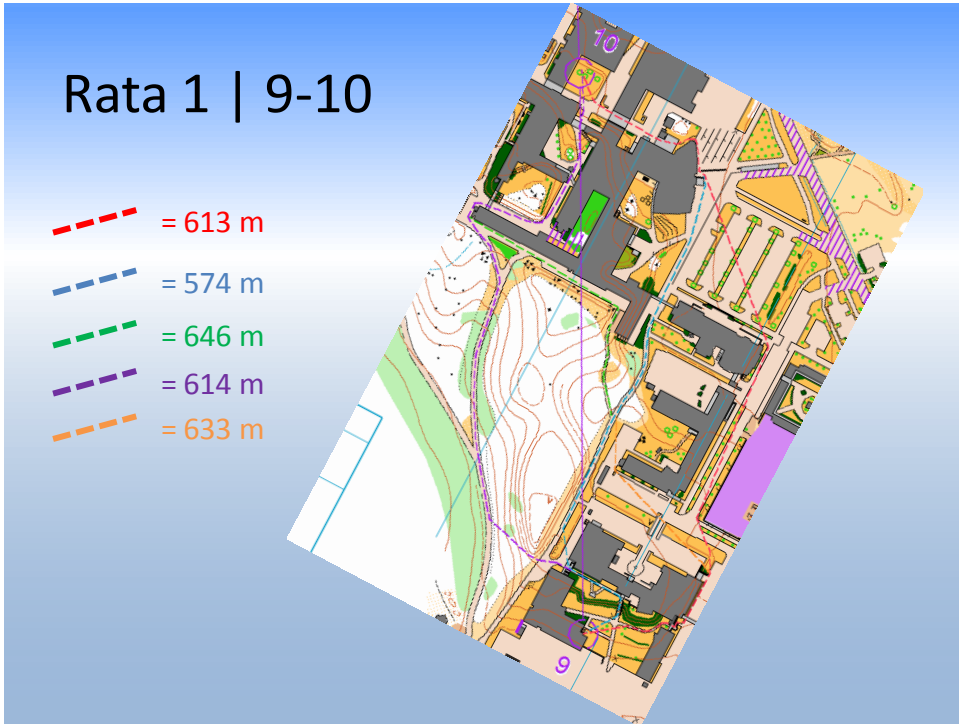 Rata 1 | 9-10
= 613 m
= 574 m
= 646 m
= 614 m
= 633 m
10
9